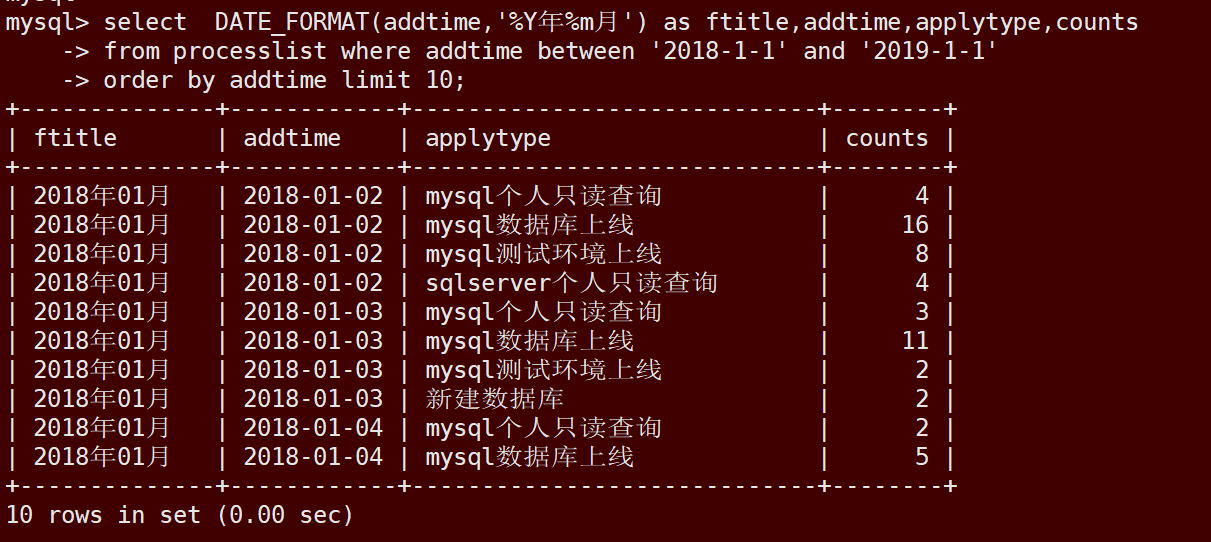 mysql> select  DATE_FORMAT(addtime,'%Y年%m月') as ftitle,addtime,applytype,counts
    -> from processlist where addtime between '2018-1-1' and '2019-1-1'
    -> order by addtime limit 10;
+--------------+------------+-----------------------------+--------+
| ftitle       | addtime    | applytype                   | counts |
+--------------+------------+-----------------------------+--------+
| 2018年01月   | 2018-01-02 | mysql个人只读查询           |      4 |
| 2018年01月   | 2018-01-02 | mysql数据库上线             |     16 |
| 2018年01月   | 2018-01-02 | mysql测试环境上线           |      8 |
| 2018年01月   | 2018-01-02 | sqlserver个人只读查询       |      4 |
| 2018年01月   | 2018-01-03 | mysql个人只读查询           |      3 |
| 2018年01月   | 2018-01-03 | mysql数据库上线             |     11 |
| 2018年01月   | 2018-01-03 | mysql测试环境上线           |      2 |
| 2018年01月   | 2018-01-03 | 新建数据库                  |      2 |
| 2018年01月   | 2018-01-04 | mysql个人只读查询           |      2 |
| 2018年01月   | 2018-01-04 | mysql数据库上线             |      5 |
+--------------+------------+-----------------------------+--------+
10 rows in set (0.00 sec)